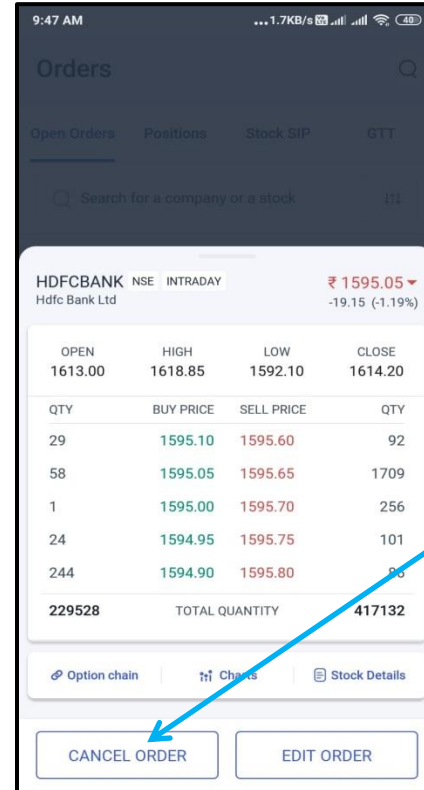 9:47 AM ...1.7KB/s 40
Orders
Open Orders Positions Stock SIP GTT
Search for a company or a stock
HDFCBANK NSE INTRADAY ₹ 1595.05
Hdfc Bank Ltd -19.15 (-1.19%)
OPEN HIGH LOW CLOSE
1613.00 1618.85 1592.10 1614.20
QTY BUY PRICE SELL PRICE QTY
29 1595.10 1595.60 92
58 1595.05 1595.65 1709
1 1595.00 1595.70 256
24 1594.95 1595.75 101
244 1594.90 1595.80
229528 TOTAL QUANTITY 417132
Option chain Charts Stock Details
CANCEL ORDER EDIT ORDER